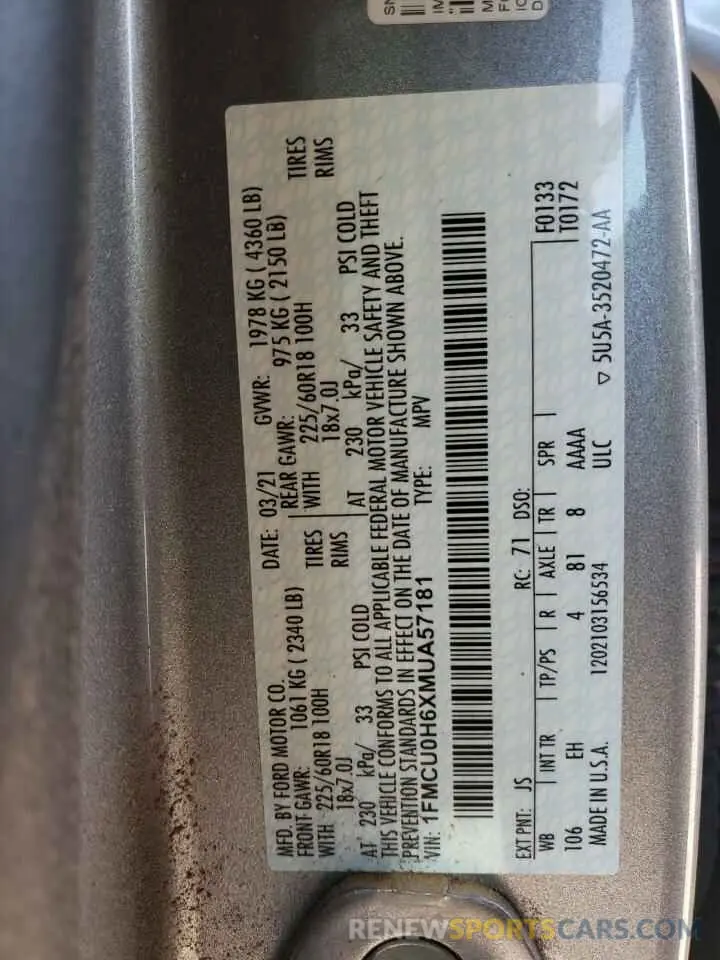 MFD. BY FORD MOTOR CO.
DATE: 03/21 GVWR: 1978 KG ( 4360 LB)
FRONT GAWR: 1061 KG ( 2340 LB) REAR GAWR: 975 KG ( 2150 LB)
WITH 225/60R18 100H TIRES WITH 225/60R18 100H TIRES
18x7.0J RIMS 18x7.0J RIMS
AT 230 kPa/ 33 PSI COLD AT 230 kPa/ 33 PSI COLD
THIS VEHICLE CONFORMS TO ALL APPLICABLE FEDERAL MOTOR VEHICLE SAFETY AND THEFT
PREVENTION STANDARDS IN EFFECT ON THE DATE OF MANUFACTURE SHOWN ABOVE.
VIN: 1FMCU0H6XMUA57181 TYPE: MPV
EXT PNT: JS RC: 71 DSO: F0133
WB INT TR TP/PS R AXLE TR SPR T0172
106 EH 4 81 8 AAAA
MADE IN U.S.A. 1202103156534 ULC ▽ 5U5A-3520472-AA
RENEWSPORTSCARS.COM